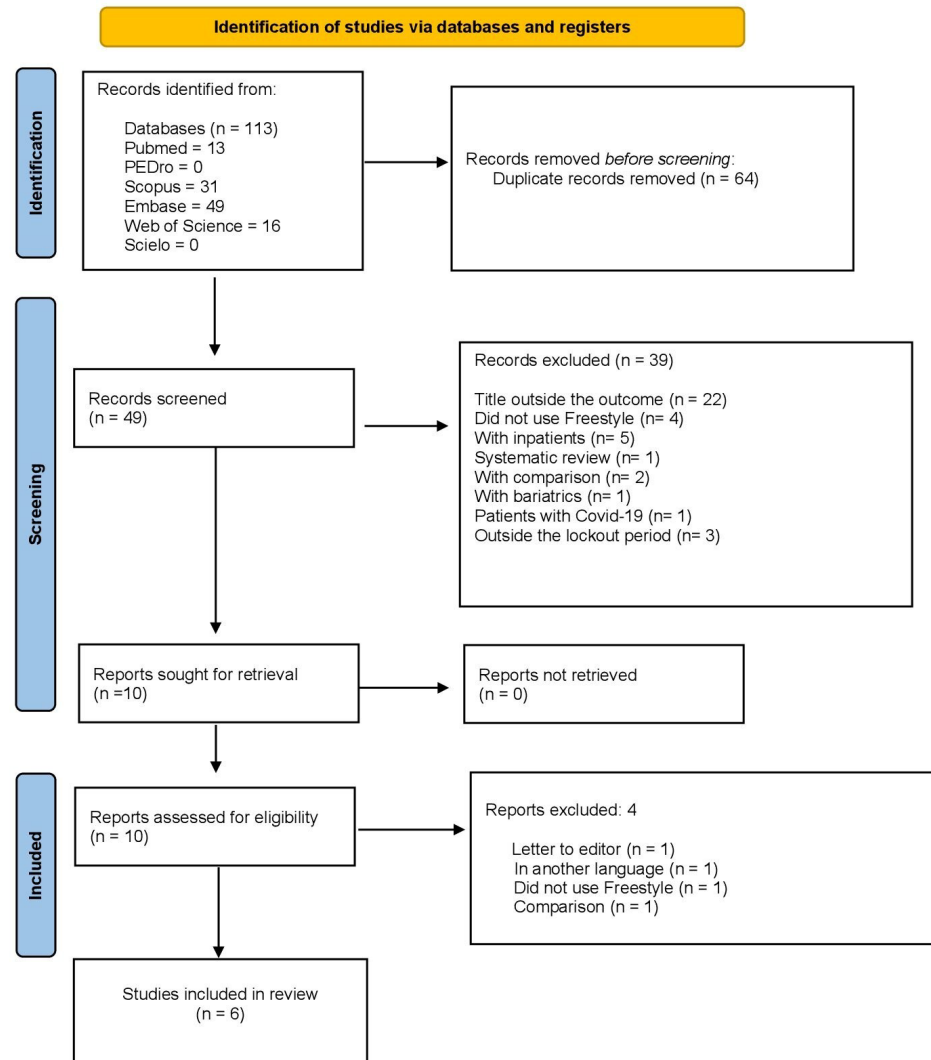 Identification of studies via databases and registers
Identification
Records identified from:
Databases (n = 113)
Pubmed = 13
PEDro = 0
Scopus = 31
Embase = 49
Web of Science = 16
Scielo = 0
Records removed before screening:
Duplicate records removed (n = 64)
Screening
Records screened
(n = 49)
Records excluded (n = 39)
Title outside the outcome (n = 22)
Did not use Freestyle (n= 4)
With inpatients (n= 5)
Systematic review (n= 1)
With comparison (n= 2)
With bariatrics (n= 1)
Patients with Covid-19 (n= 1)
Outside the lockout period (n= 3)
Reports sought for retrieval
(n =10)
Reports not retrieved
(n = 0)
Included
Reports assessed for eligibility
(n = 10)
Reports excluded: 4
Letter to editor (n = 1)
In another language (n = 1)
Did not use Freestyle (n = 1)
Comparison (n = 1)
Studies included in review
(n = 6)